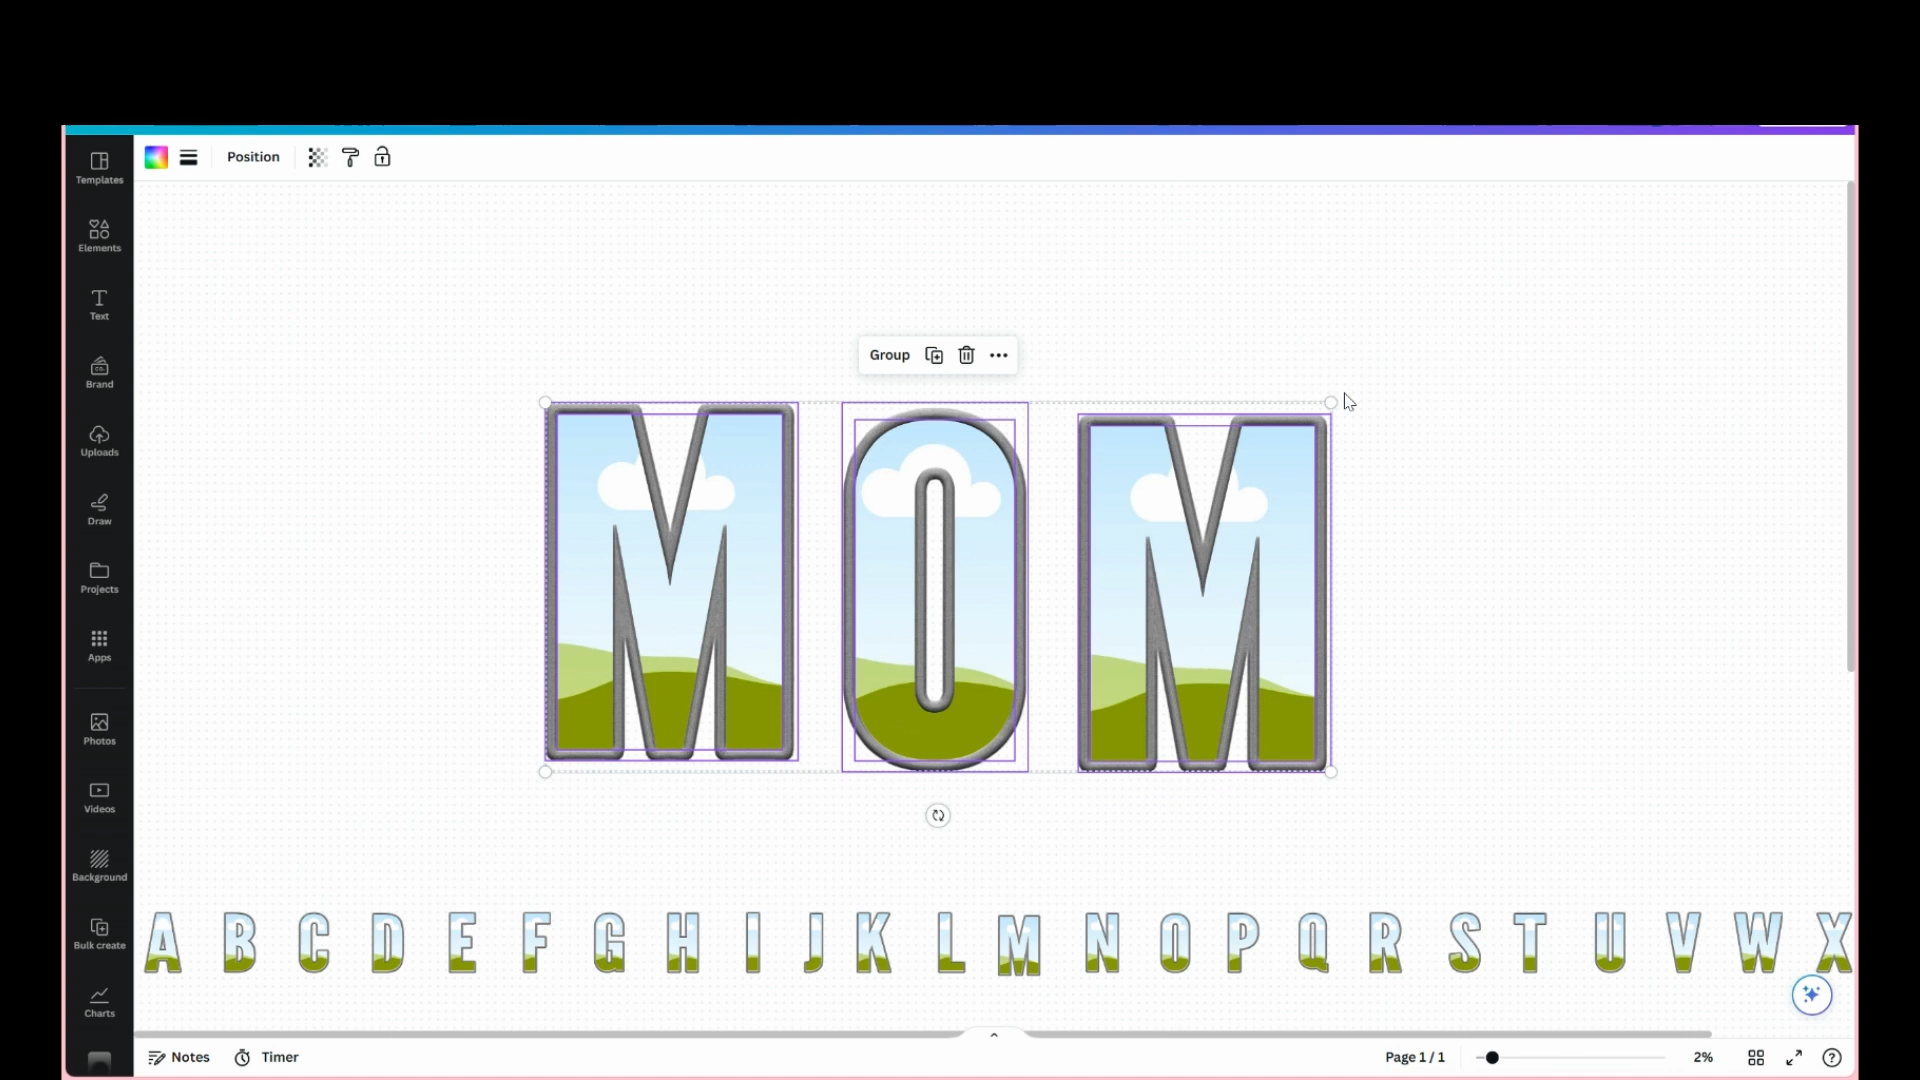 Position
Templates
Elements
Text
Brand
Uploads
Draw
Projects
Apps
Photos
Videos
Background
Bulk create
Charts
Group
MOM
A B C D E F G H I J K L M N O P Q R S T U V W X
Notes
Timer
Page 1 / 1
2%